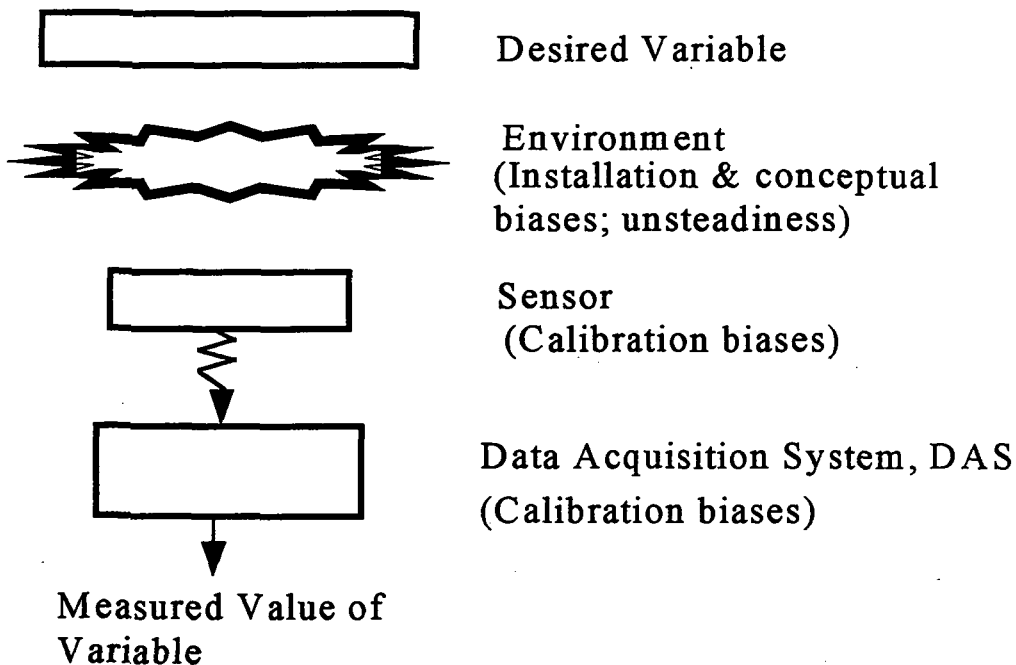 Desired Variable
Environment
(Installation & conceptual
biases; unsteadiness)
Sensor
(Calibration biases)
Data Acquisition System, DAS
(Calibration biases)
Measured Value of
Variable